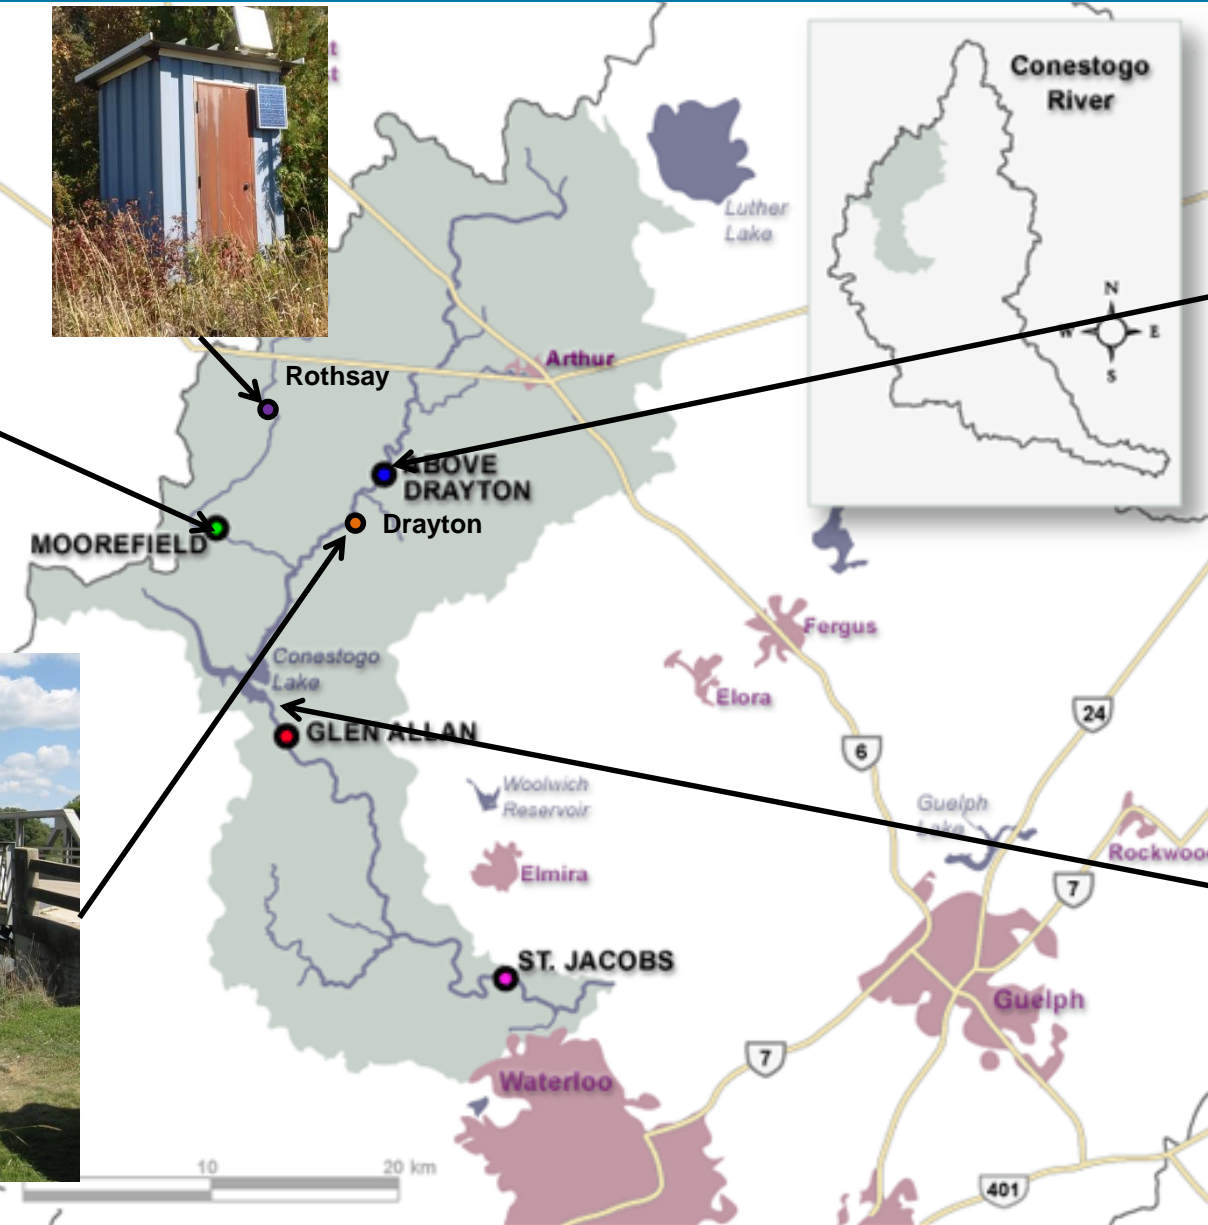 t
t
Conestogo
River
Luther
Lake
N
W
E
S
Arthur
Rothsay
ABOVE
DRAYTON
Drayton
MOOREFIELD
Fergus
Conestogo
Lake
Elora
24
GLEN ALLAN
6
Woolwich
Reservoir
Guelph
Lake
Rockwoo
Elmira
7
ST. JACOBS
Guelph
7
Waterloo
10
20 km
401